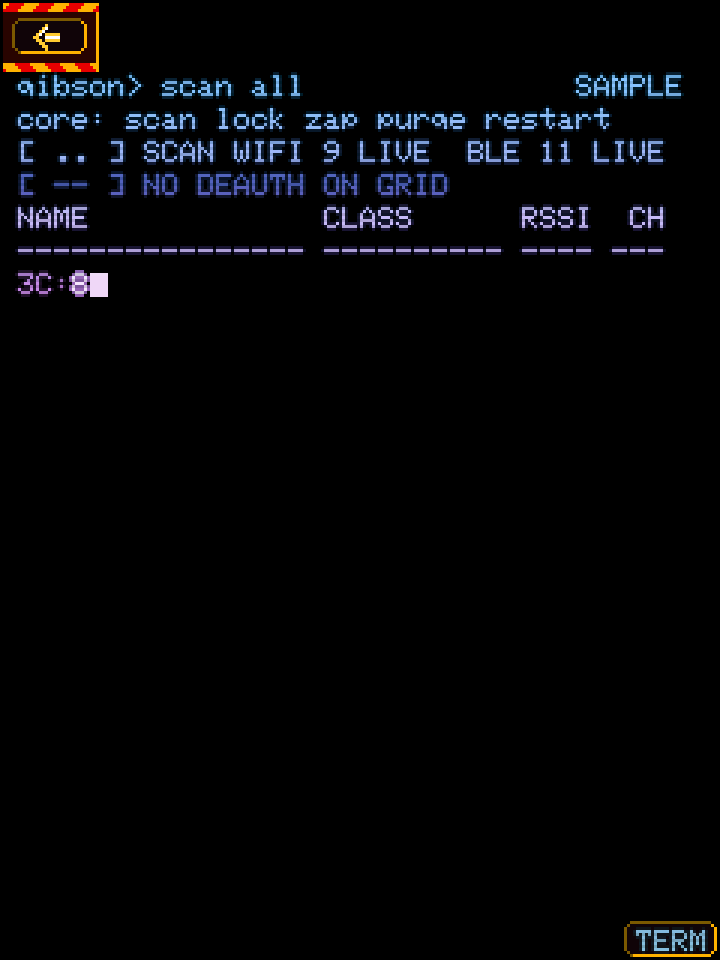 gibson> scan all SAMPLE
core: scan lock zap purge restart
[ .. ] SCAN WIFI 9 LIVE  BLE 11 LIVE
[ -- ] NO DEAUTH ON GRID
NAME CLASS RSSI CH
---------------- ---------- ---- ---
3C:8
TERM